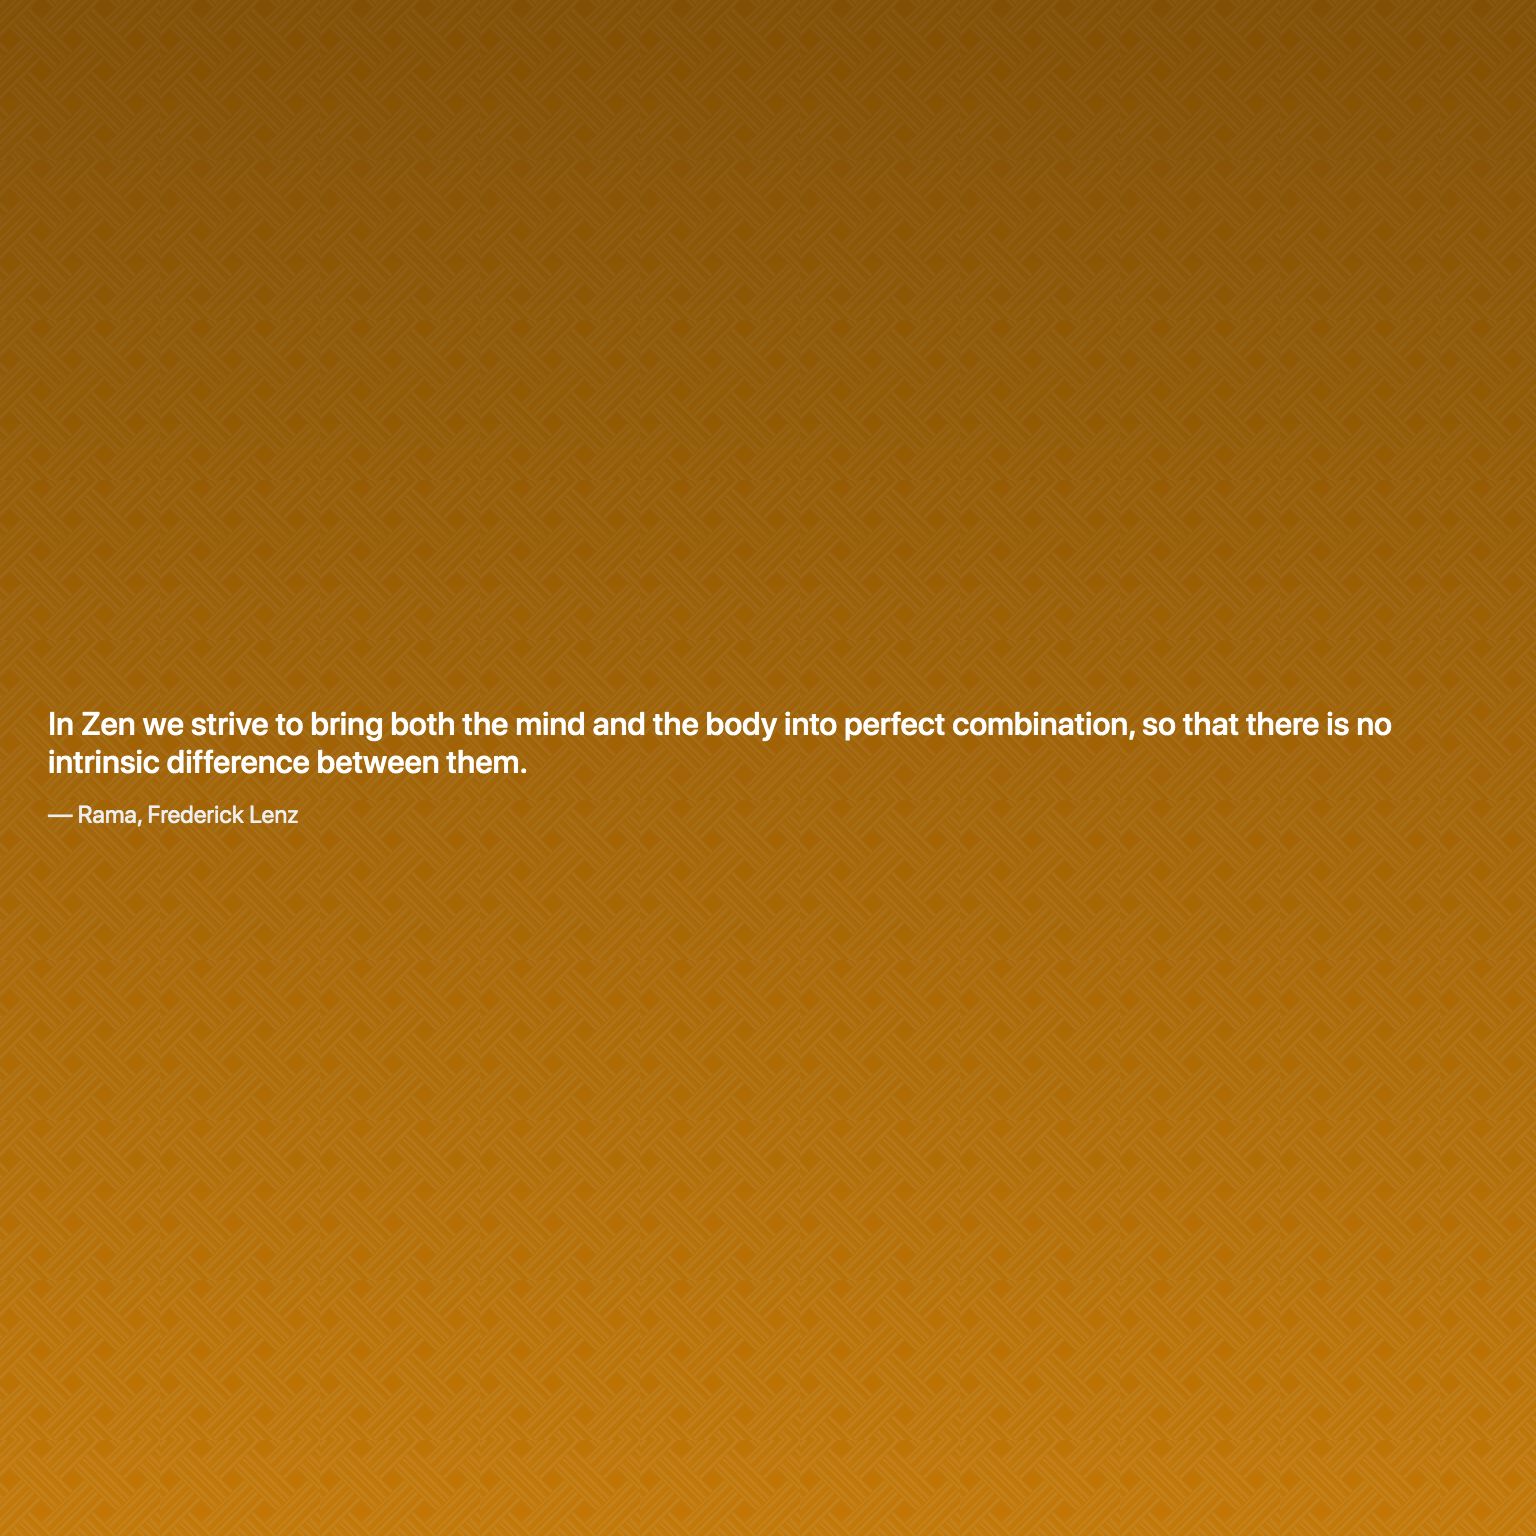 In Zen we strive to bring both the mind and the body into perfect combination, so that there is no
intrinsic difference between them.
— Rama, Frederick Lenz